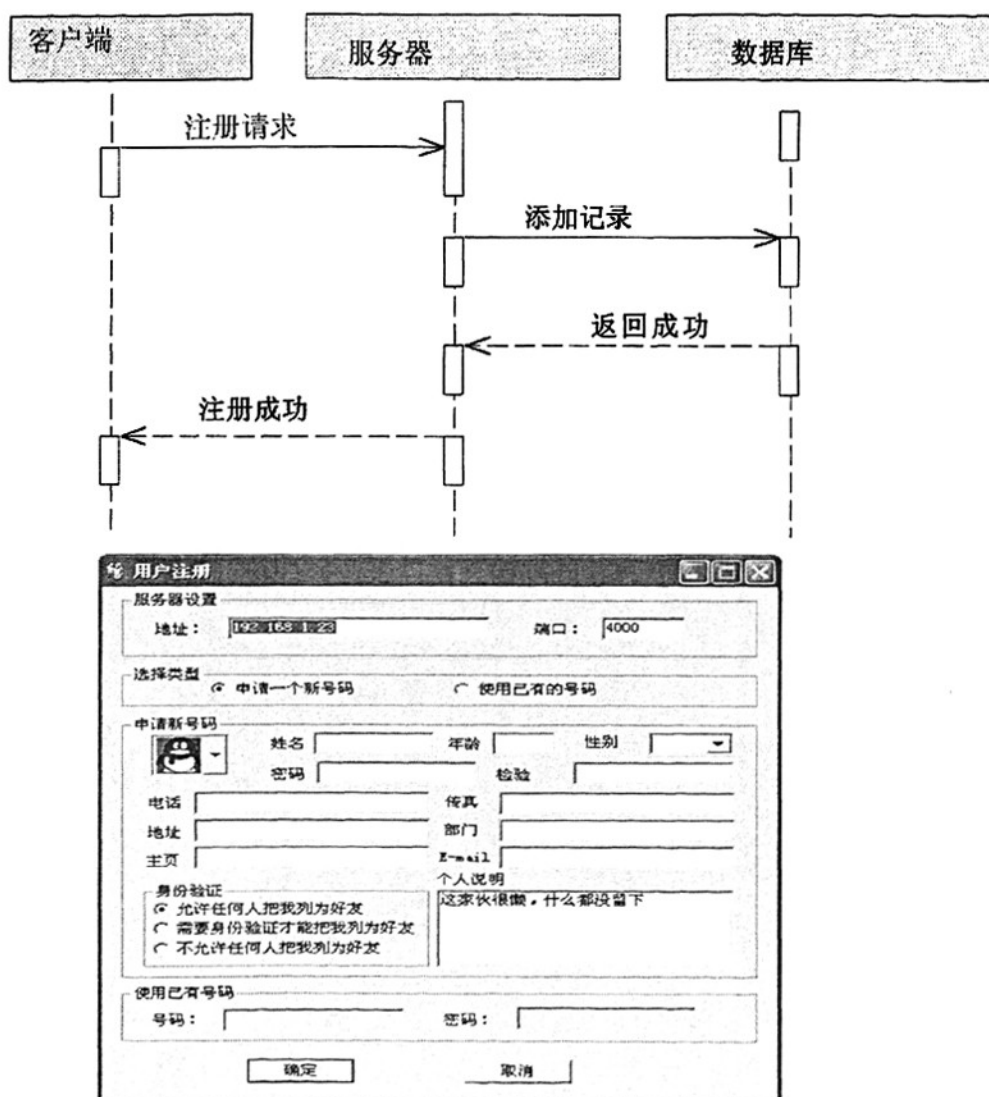 客户端 服务器 数据库
注册请求
添加记录
返回成功
注册成功
用户注册
服务器设置
地址： 192.168.1.23 端口： 4000
选择类型
申请一个新号码 使用已有的号码
申请新号码
姓名 年龄 性别
密码 检验
电话 传真
地址 部门
主页 E-mail
个人说明
身份验证
这家伙很懒，什么都没留下
允许任何人把我列为好友
需要身份验证才能把我列为好友
不允许任何人把我列为好友
使用已有号码
号码： 密码：
确定 取消